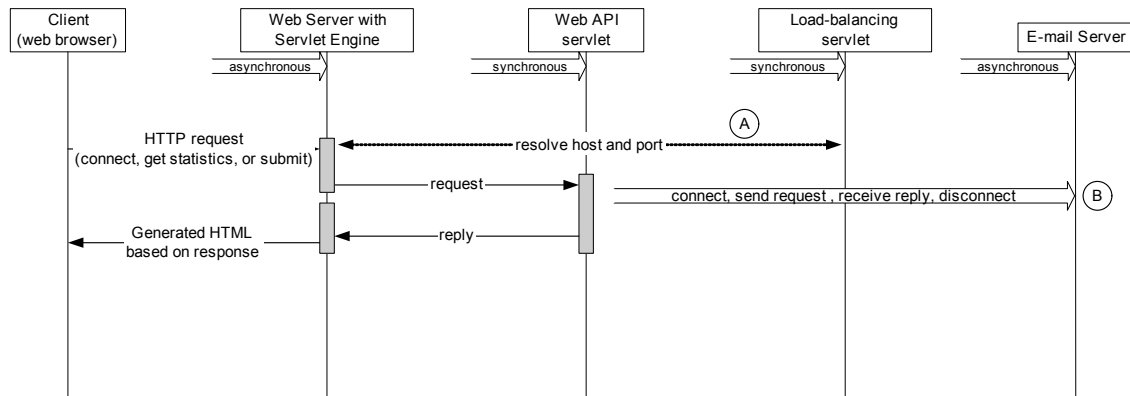 Client
(web browser)
Web Server with
Servlet Engine
Web API
servlet
Load-balancing
servlet
E-mail Server
asynchronous
synchronous
synchronous
asynchronous
A
HTTP request
(connect, get statistics, or submit)
resolve host and port
request
connect, send request , receive reply, disconnect
B
Generated HTML
based on response
reply